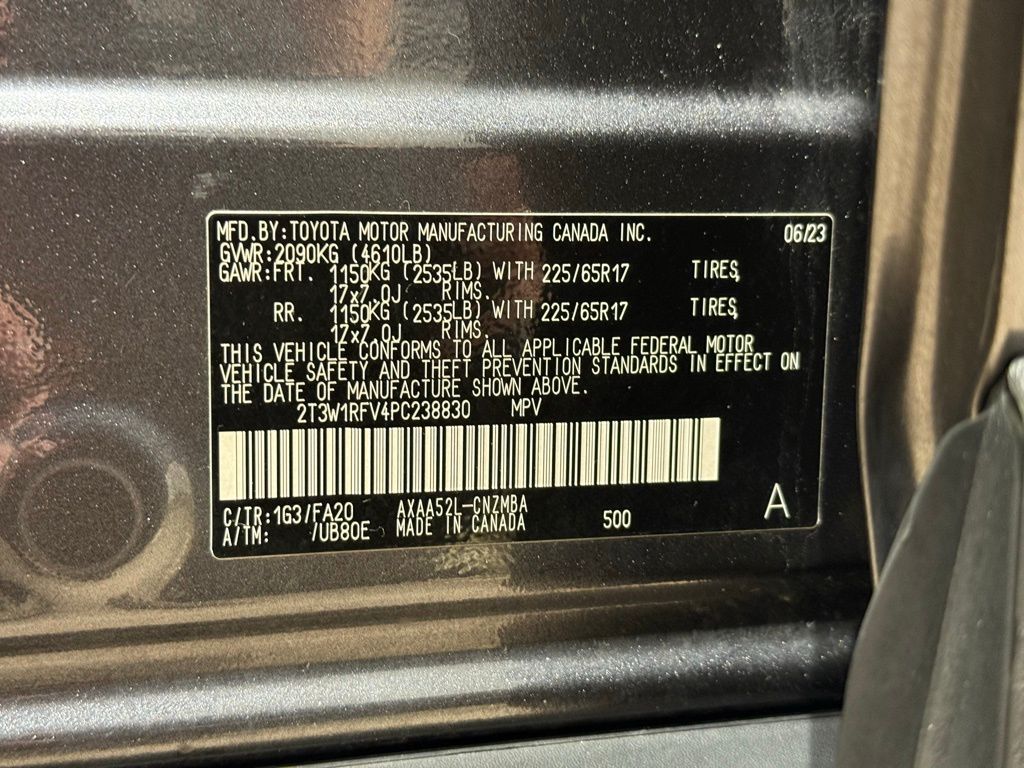 MFD.BY:TOYOTA MOTOR MANUFACTURING CANADA INC. 06/23
GVWR:2090KG (4610LB)
GAWR:FRT. 1150KG (2535LB) WITH 225/65R17 TIRES,
17x7.0J RIMS.
RR. 1150KG (2535LB) WITH 225/65R17 TIRES,
17x7.0J RIMS.
THIS VEHICLE CONFORMS TO ALL APPLICABLE FEDERAL MOTOR
VEHICLE SAFETY AND THEFT PREVENTION STANDARDS IN EFFECT ON
THE DATE OF MANUFACTURE SHOWN ABOVE.
2T3W1RFV4PC238830 MPV
C/TR:1G3/FA20 AXAA52L-CNZMBA
A/TM: /UB80E MADE IN CANADA 500 A